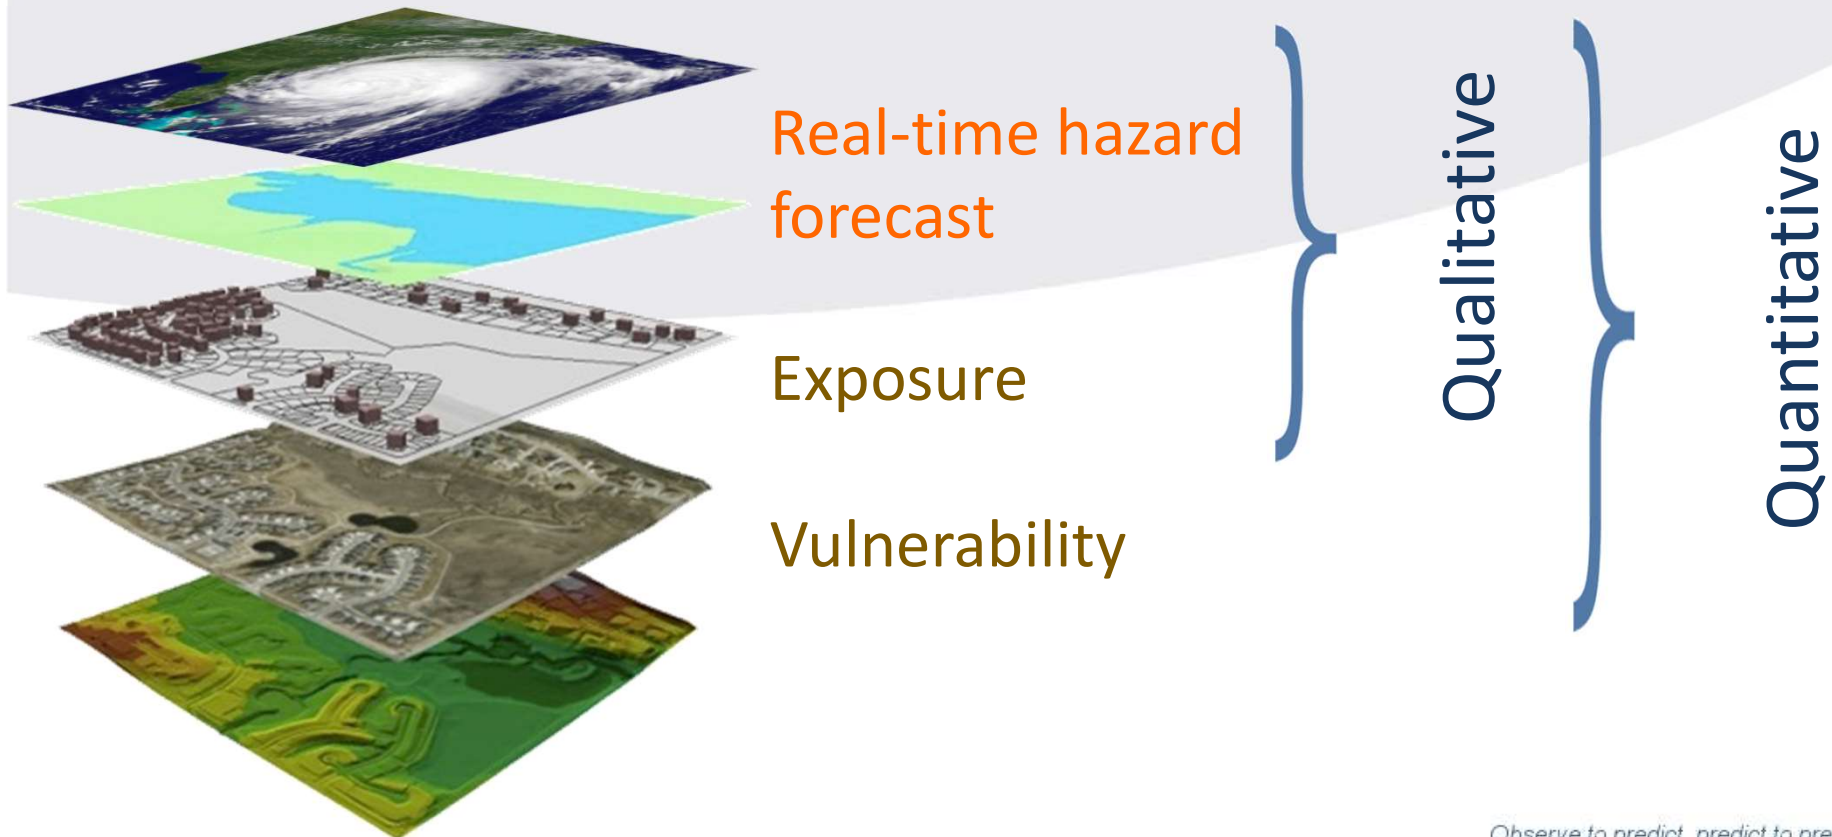 Real-time hazard
forecast
Exposure
Vulnerability
Qualitative
Quantitative
Observe to predict, predict to